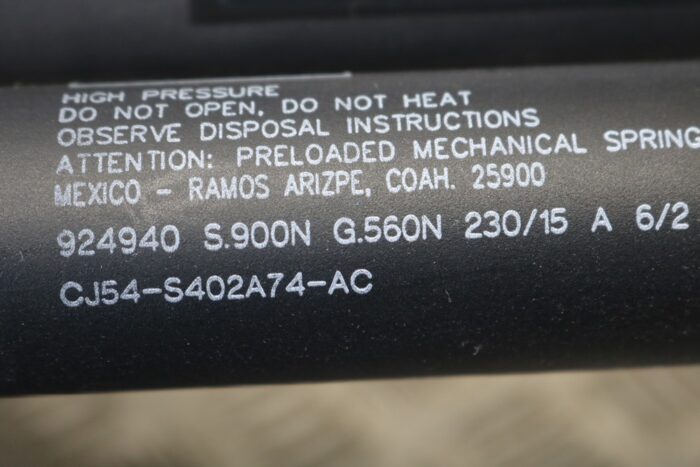 HIGH PRESSURE
DO NOT OPEN, DO NOT HEAT
OBSERVE DISPOSAL INSTRUCTIONS
ATTENTION: PRELOADED MECHANICAL SPRING
MEXICO - RAMOS ARIZPE, COAH. 25900
924940 S.900N G.560N 230/15 A 6/2
CJ54-S402A74-AC